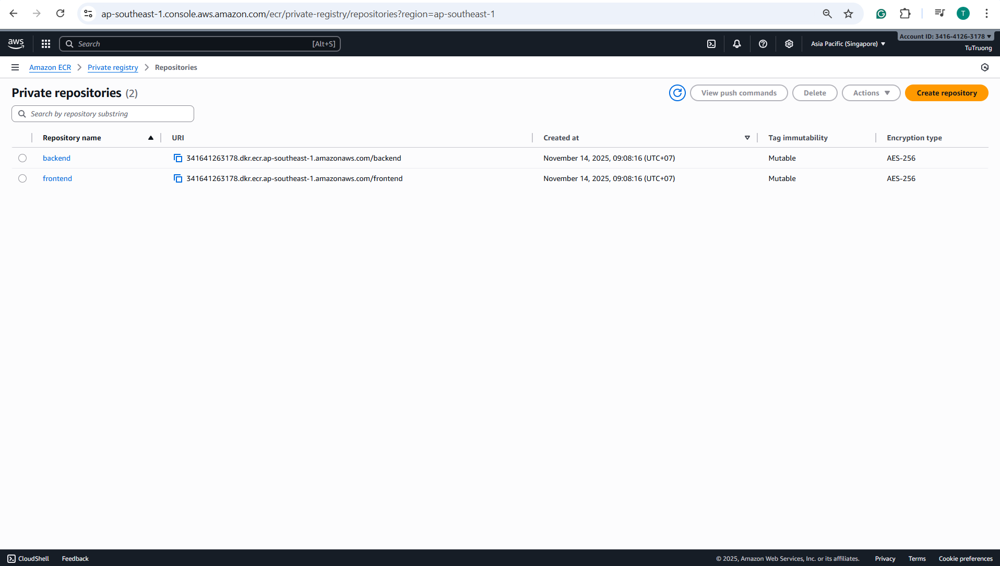 ap-southeast-1.console.aws.amazon.com/ecr/private-registry/repositories?region=ap-southeast-1
T
aws
Search
[Alt+S]
Asia Pacific (Singapore)
Account ID: 3416-4126-3178
TuTruong
Amazon ECR
Private registry
Repositories
Private repositories (2)
View push commands
Delete
Actions
Create repository
Search by repository substring
Repository name
URI
Created at
Tag immutability
Encryption type
backend
341641263178.dkr.ecr.ap-southeast-1.amazonaws.com/backend
November 14, 2025, 09:08:16 (UTC+07)
Mutable
AES-256
frontend
341641263178.dkr.ecr.ap-southeast-1.amazonaws.com/frontend
November 14, 2025, 09:08:16 (UTC+07)
Mutable
AES-256
CloudShell
Feedback
© 2025, Amazon Web Services, Inc. or its affiliates.
Privacy
Terms
Cookie preferences